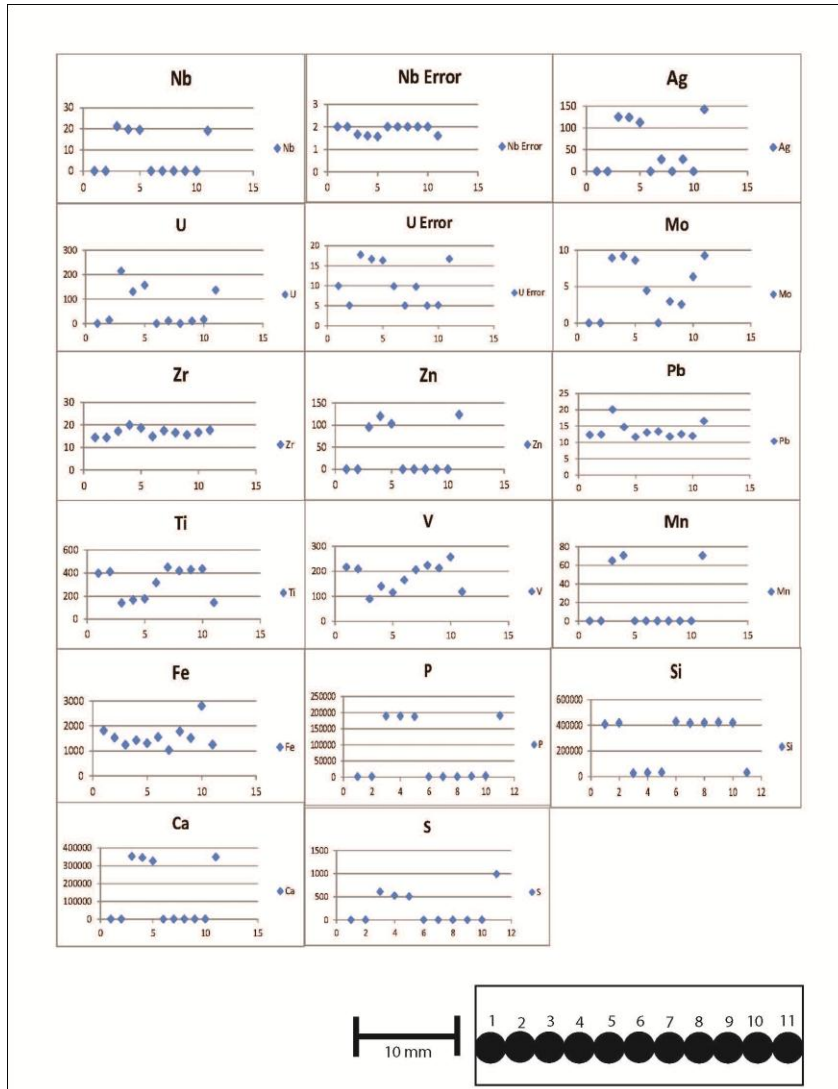 Nb
30
20
10
0
0 5 10 15
Nb
Nb Error
3
2
1
0
0 5 10 15
Nb Error
Ag
150
100
50
0
0 5 10 15
Ag
U
300
200
100
0
0 5 10 15
U
U Error
20
15
10
5
0
0 5 10 15
U Error
Mo
10
5
0
0 5 10 15
Mo
Zr
30
20
10
0
0 5 10 15
Zr
Zn
150
100
50
0
0 5 10 15
Zn
Pb
25
20
15
10
5
0
0 5 10 15
Pb
Ti
600
400
200
0
0 5 10 15
Ti
V
300
200
100
0
0 5 10 15
V
Mn
80
60
40
20
0
0 5 10 15
Mn
Fe
3000
2000
1000
0
0 5 10 15
Fe
P
250000
200000
150000
100000
50000
0
0 2 4 6 8 10 12
P
Si
600000
400000
200000
0
0 2 4 6 8 10 12
Si
Ca
400000
300000
200000
100000
0
0 5 10 15
Ca
S
1500
1000
500
0
0 2 4 6 8 10 12
S
10 mm
1 2 3 4 5 6 7 8 9 10 11